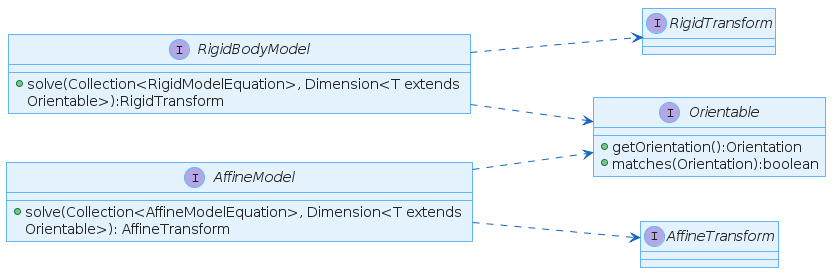 I RigidTransform
I RigidBodyModel
solve(Collection<RigidModelEquation>, Dimension<T extends
Orientable>):RigidTransform
I Orientable
getOrientation():Orientation
matches(Orientation):boolean
I AffineModel
solve(Collection<AffineModelEquation>, Dimension<T extends
Orientable>): AffineTransform
I AffineTransform